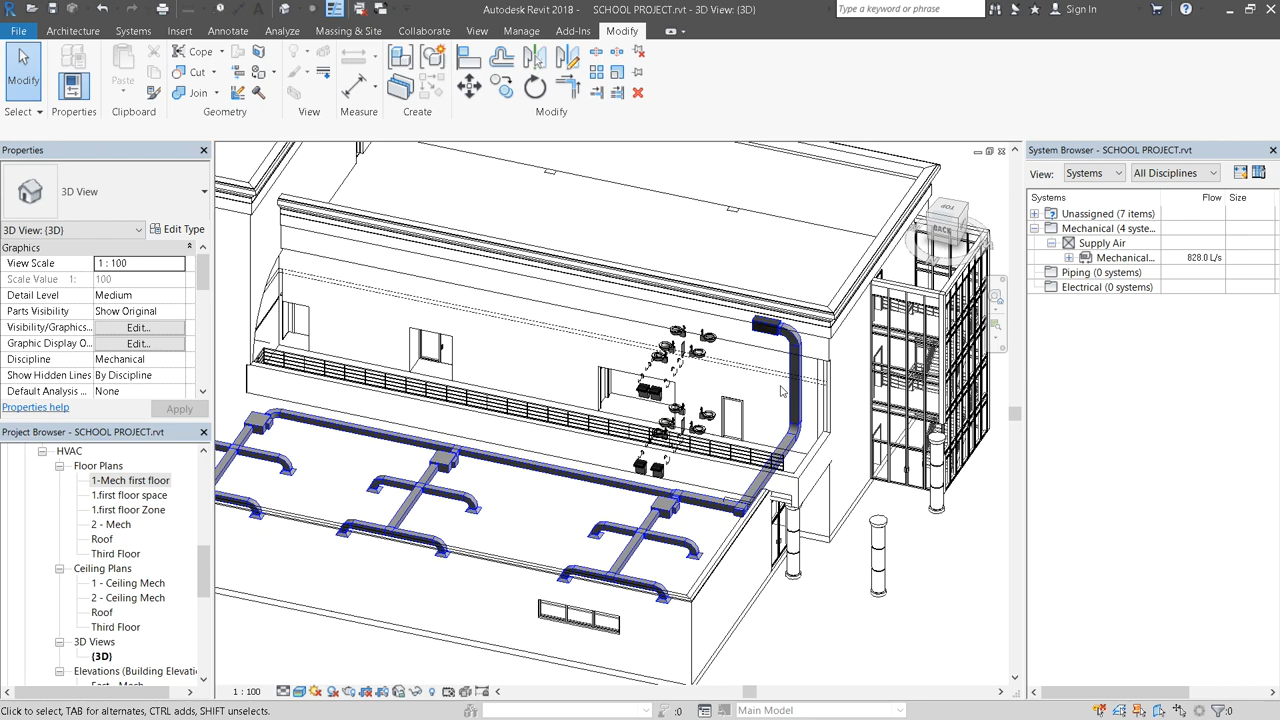 Autodesk Revit 2018 - SCHOOL PROJECT.rvt - 3D View: {3D}
Type a keyword or phrase
Sign In
File Architecture Systems Insert Annotate Analyze Massing & Site Collaborate View Manage Add-Ins Modify
Modify
Paste
Cope
Cut
Join
Select Properties Clipboard Geometry View Measure Create Modify
Properties
3D View
3D View: {3D}
Edit Type
Graphics
View Scale 1 : 100
Scale Value 1: 100
Detail Level Medium
Parts Visibility Show Original
Visibility/Graphics... Edit...
Graphic Display O... Edit...
Discipline Mechanical
Show Hidden Lines By Discipline
Default Analysis ... None
Properties help
Apply
Project Browser - SCHOOL PROJECT.rvt
HVAC
Floor Plans
1-Mech first floor
1.first floor space
1.first floor Zone
2 - Mech
Roof
Third Floor
Ceiling Plans
1 - Ceiling Mech
2 - Ceiling Mech
Roof
Third Floor
3D Views
{3D}
Elevations (Building Elevatio
TOP
BACK
System Browser - SCHOOL PROJECT.rvt
View: Systems All Disciplines
Systems Flow Size
Unassigned (7 items)
Mechanical (4 syste...
Supply Air
Mechanical... 828.0 L/s
Piping (0 systems)
Electrical (0 systems)
1 : 100
Click to select, TAB for alternates, CTRL adds, SHIFT unselects.
:0
Main Model
:0